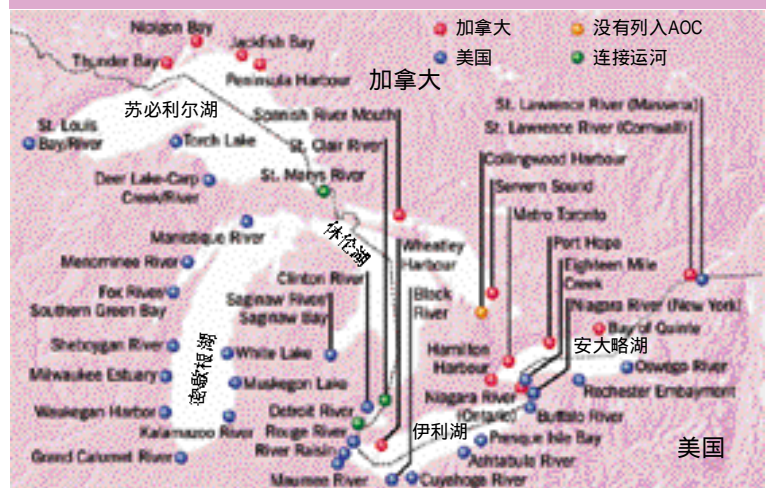 加拿大
没有列入AOC
美国
连接运河
Nipigon Bay
Jackfish Bay
Thunder Bay
Peninsula Harbour
加拿大
苏必利尔湖
Spanish River Mouth
St. Lawrence River (Massena)
St. Lawrence River (Cornwall)
St. Louis
Bay/River
Torch Lake
St. Clair River
Collingwood Harbour
Deer Lake-Carp
Creek/River
St. Marys River
Servern Sound
Metro Toronto
Manistique River
休伦湖
Wheatley
Harbour
Port Hope
Menominee River
Eighteen Mile
Creek
Clinton River
Fox River/
Southern Green Bay
Saginaw River/
Saginaw Bay
Black
River
Niagara River (New York)
Bay of Quinte
Sheboygan River
White Lake
密歇根湖
Hamilton
Harbour
安大略湖
Oswego River
Milwaukee Estuary
Muskegon Lake
Niagara River
(Ontario)
Rochester Embayment
Waukegan Harbor
Kalamazoo River
Detroit River
Rouge River
River Raisin
伊利湖
Buffalo River
Presque Isle Bay
美国
Grand Calumet River
Ashtabula River
Maumee River
Cuyahoga River